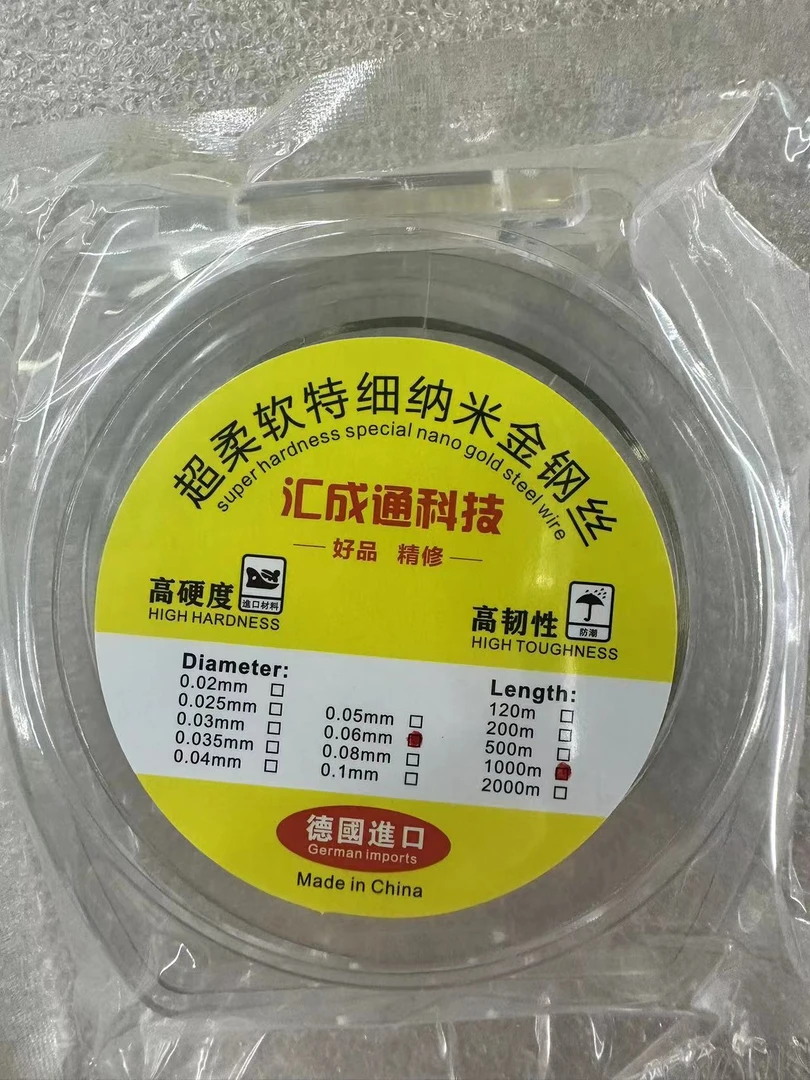 超柔软特细纳米金钢丝
super hardness special nano gold steel wire
汇成通科技
好品 精修
高硬度
HIGH HARDNESS
進口材料
高韧性
HIGH TOUGHNESS
防潮
Diameter:
0.02mm
0.025mm
0.03mm
0.035mm
0.04mm
0.05mm
0.06mm
0.08mm
0.1mm
Length:
120m
200m
500m
1000m
2000m
德國進口
German imports
Made in China